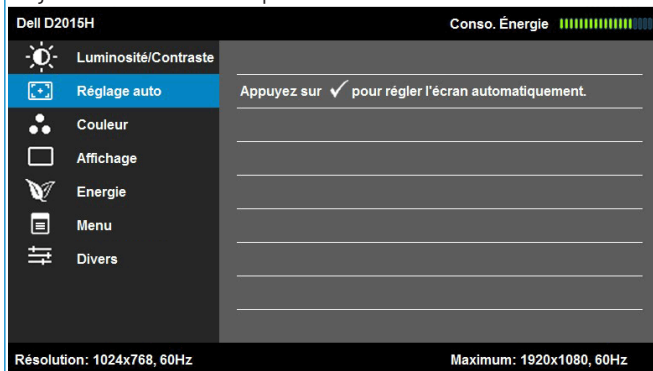 Dell D2015H Conso. Énergie
Luminosité/Contraste
Réglage auto Appuyez sur ✓ pour régler l'écran automatiquement.
Couleur
Affichage
Energie
Menu
Divers
Résolution: 1024x768, 60Hz Maximum: 1920x1080, 60Hz